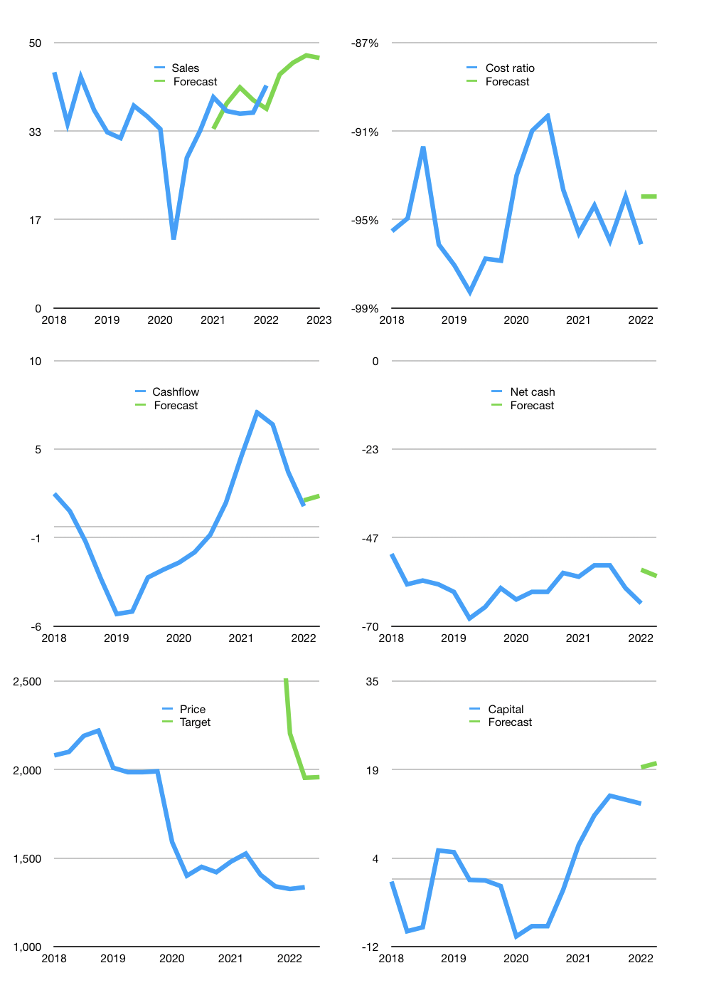 50
Sales
Forecast
33
17
0
2018 2019 2020 2021 2022 2023
-87%
Cost ratio
Forecast
-91%
-95%
-99%
2018 2019 2020 2021 2022
10
Cashflow
Forecast
5
-1
-6
2018 2019 2020 2021 2022
0
Net cash
Forecast
-23
-47
-70
2018 2019 2020 2021 2022
2,500
Price
Target
2,000
1,500
1,000
2018 2019 2020 2021 2022
35
Capital
Forecast
19
4
-12
2018 2019 2020 2021 2022